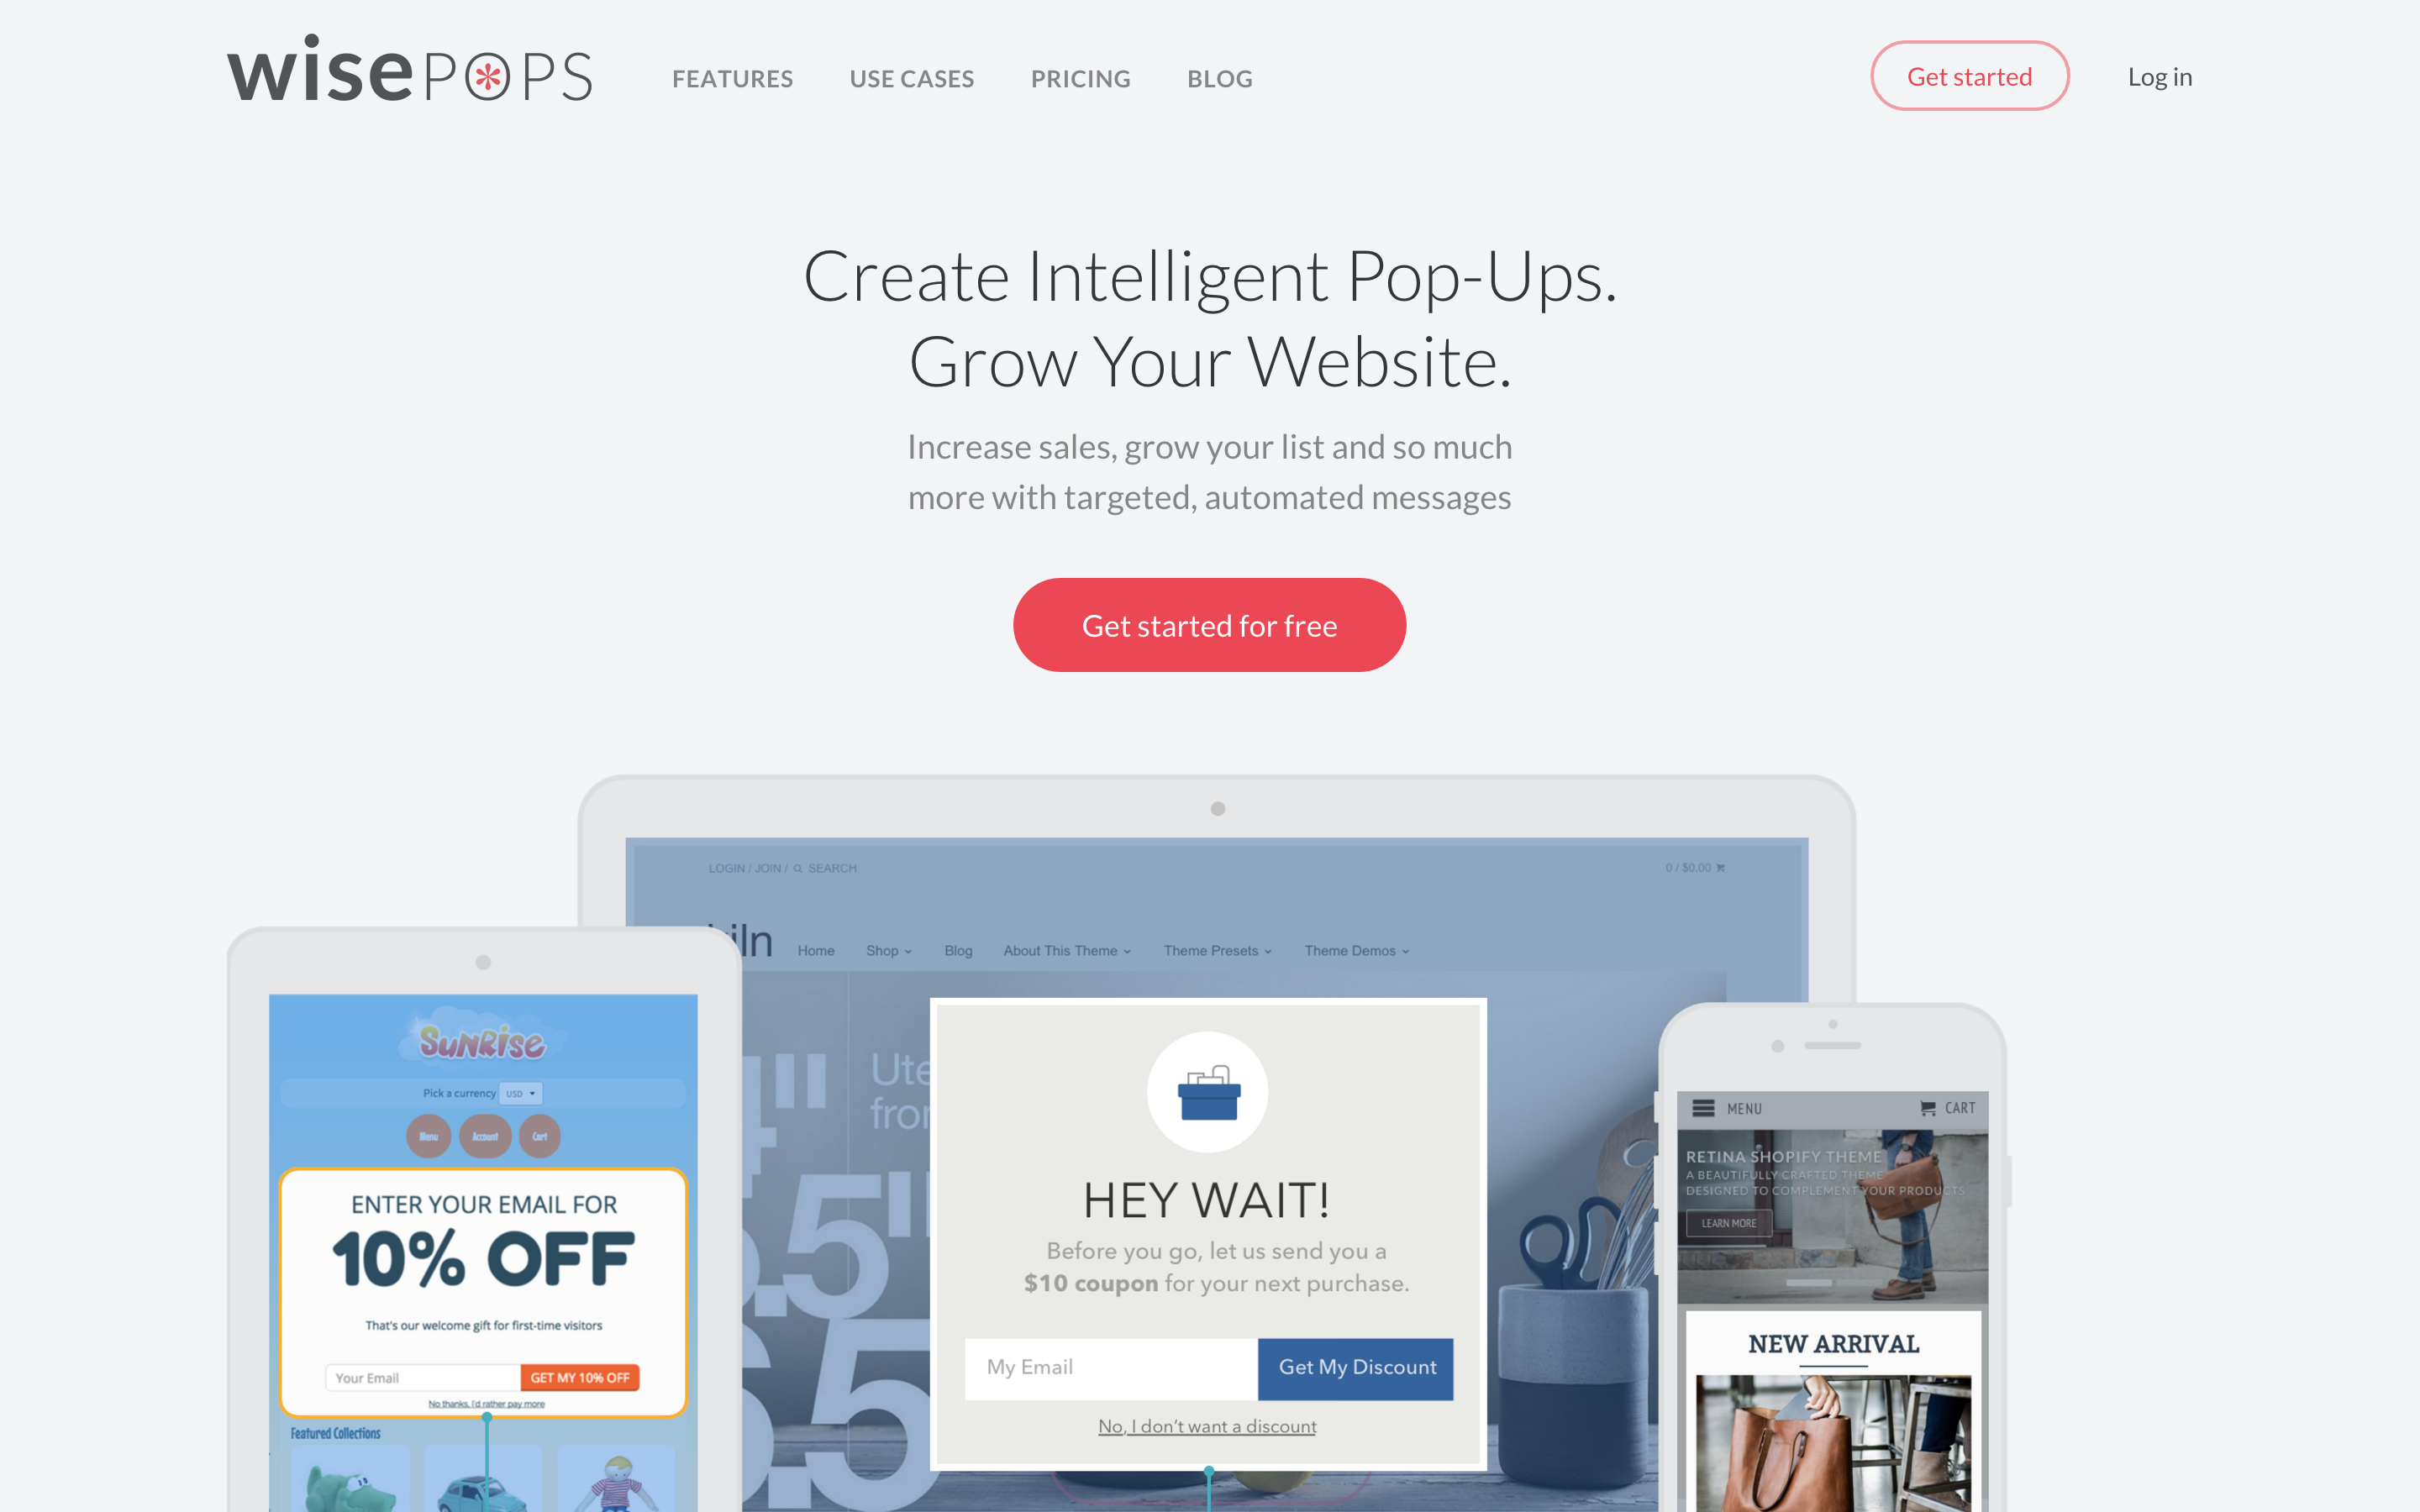 wisePOPS
FEATURES
USE CASES
PRICING
BLOG
Get started
Log in
Create Intelligent Pop-Ups.
Grow Your Website.
Increase sales, grow your list and so much
more with targeted, automated messages
Get started for free
LOGIN / JOIN / SEARCH
0 / $0.00
Home
Shop
Blog
About This Theme
Theme Presets
Theme Demos
SUNRISE
Pick a currency USD
Menu
Account
Cart
ENTER YOUR EMAIL FOR
10% OFF
That's our welcome gift for first-time visitors
Your Email
GET MY 10% OFF
No thanks, I'd rather pay more
Featured Collections
HEY WAIT!
Before you go, let us send you a
$10 coupon for your next purchase.
My Email
Get My Discount
No, I don't want a discount
MENU
CART
RETINA SHOPIFY THEME
A BEAUTIFULLY CRAFTED THEME
DESIGNED TO COMPLEMENT YOUR PRODUCTS
LEARN MORE
NEW ARRIVAL